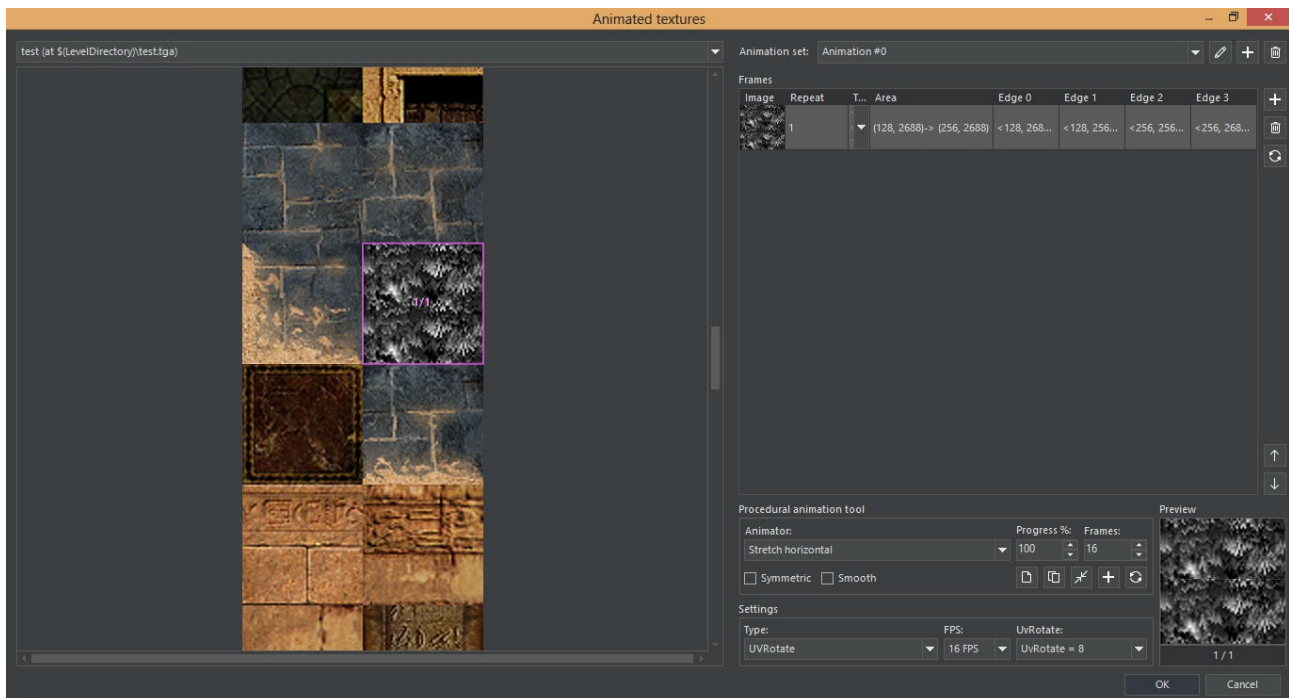 Animated textures
test (at $(LevelDirectory)\test.tga)
Animation set: Animation #0
Frames
Image Repeat T... Area Edge 0 Edge 1 Edge 2 Edge 3
1 (128, 2688)-> (256, 2688) <128, 268... <128, 256... <256, 256... <256, 268...
1/1
Procedural animation tool
Animator: Progress %: Frames:
Stretch horizontal 100 16
Symmetric Smooth
Settings
Type: FPS: UvRotate:
UVRotate 16 FPS UvRotate = 8
Preview
1 / 1
OK Cancel